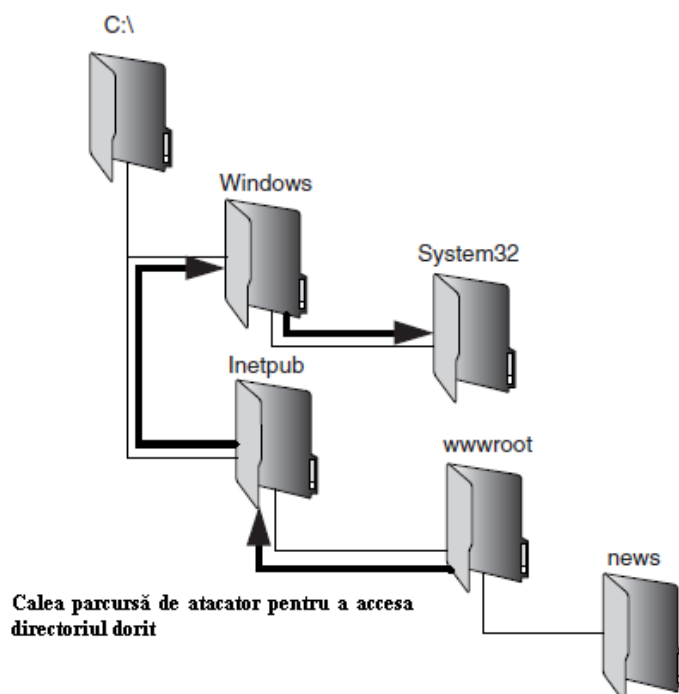 C:\
Windows
System32
Inetpub
wwwroot
news
Calea parcursă de atacator pentru a accesa
directoriul dorit